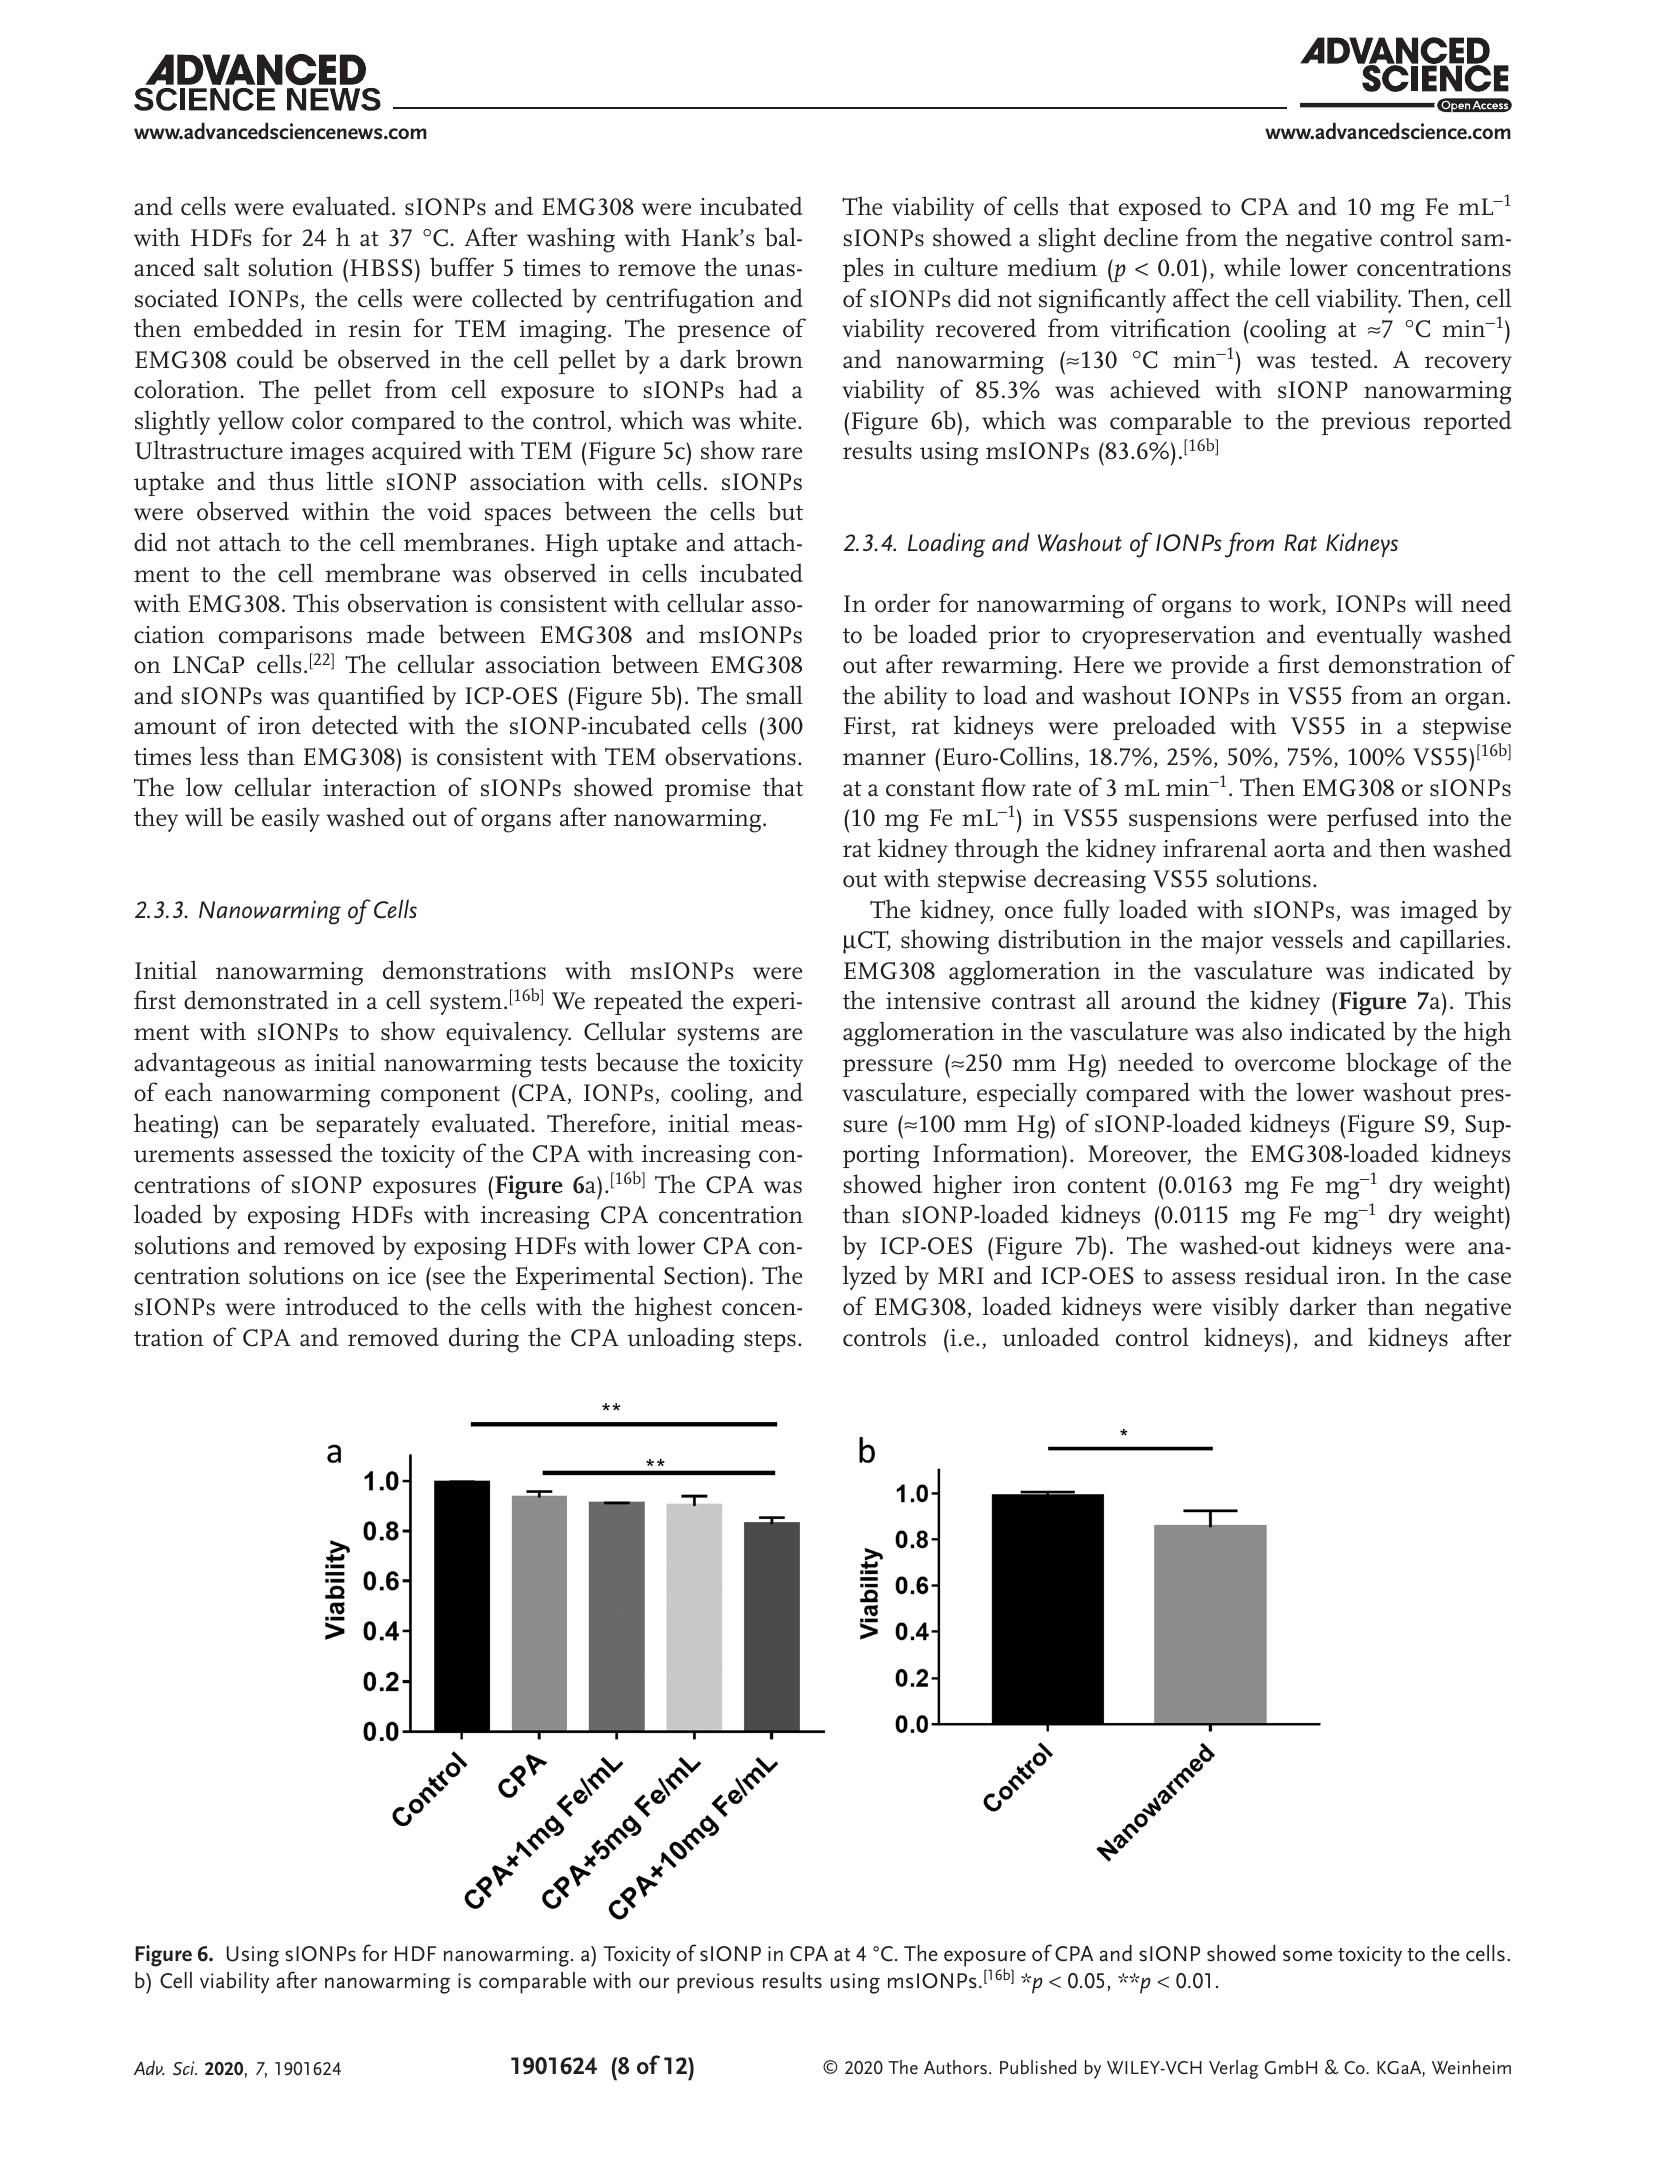 ADVANCED
SCIENCE NEWS
www.advancedsciencenews.com
ADVANCED
SCIENCE
Open Access
www.advancedscience.com
and cells were evaluated. sIONPs and EMG308 were incubated
with HDFs for 24 h at 37 °C. After washing with Hank's bal-
anced salt solution (HBSS) buffer 5 times to remove the unas-
sociated IONPs, the cells were collected by centrifugation and
then embedded in resin for TEM imaging. The presence of
EMG308 could be observed in the cell pellet by a dark brown
coloration. The pellet from cell exposure to sIONPs had a
slightly yellow color compared to the control, which was white.
Ultrastructure images acquired with TEM (Figure 5c) show rare
uptake and thus little sIONP association with cells. sIONPs
were observed within the void spaces between the cells but
did not attach to the cell membranes. High uptake and attach-
ment to the cell membrane was observed in cells incubated
with EMG308. This observation is consistent with cellular asso-
ciation comparisons made between EMG308 and msIONPs
on LNCaP cells.[22] The cellular association between EMG308
and sIONPs was quantified by ICP-OES (Figure 5b). The small
amount of iron detected with the sIONP-incubated cells (300
times less than EMG308) is consistent with TEM observations.
The low cellular interaction of sIONPs showed promise that
they will be easily washed out of organs after nanowarming.
2.3.3. Nanowarming of Cells
Initial nanowarming demonstrations with msIONPs were
first demonstrated in a cell system.[16b] We repeated the experi-
ment with sIONPs to show equivalency. Cellular systems are
advantageous as initial nanowarming tests because the toxicity
of each nanowarming component (CPA, IONPs, cooling, and
heating) can be separately evaluated. Therefore, initial meas-
urements assessed the toxicity of the CPA with increasing con-
centrations of sIONP exposures (Figure 6a).[16b] The CPA was
loaded by exposing HDFs with increasing CPA concentration
solutions and removed by exposing HDFs with lower CPA con-
centration solutions on ice (see the Experimental Section). The
sIONPs were introduced to the cells with the highest concen-
tration of CPA and removed during the CPA unloading steps.
The viability of cells that exposed to CPA and 10 mg Fe mL−1
sIONPs showed a slight decline from the negative control sam-
ples in culture medium (p < 0.01), while lower concentrations
of sIONPs did not significantly affect the cell viability. Then, cell
viability recovered from vitrification (cooling at ≈7 °C min−1)
and nanowarming (≈130 °C min−1) was tested. A recovery
viability of 85.3% was achieved with sIONP nanowarming
(Figure 6b), which was comparable to the previous reported
results using msIONPs (83.6%).[16b]
2.3.4. Loading and Washout of IONPs from Rat Kidneys
In order for nanowarming of organs to work, IONPs will need
to be loaded prior to cryopreservation and eventually washed
out after rewarming. Here we provide a first demonstration of
the ability to load and washout IONPs in VS55 from an organ.
First, rat kidneys were preloaded with VS55 in a stepwise
manner (Euro-Collins, 18.7%, 25%, 50%, 75%, 100% VS55)[16b]
at a constant flow rate of 3 mL min−1. Then EMG308 or sIONPs
(10 mg Fe mL−1) in VS55 suspensions were perfused into the
rat kidney through the kidney infrarenal aorta and then washed
out with stepwise decreasing VS55 solutions.
The kidney, once fully loaded with sIONPs, was imaged by
µCT, showing distribution in the major vessels and capillaries.
EMG308 agglomeration in the vasculature was indicated by
the intensive contrast all around the kidney (Figure 7a). This
agglomeration in the vasculature was also indicated by the high
pressure (≈250 mm Hg) needed to overcome blockage of the
vasculature, especially compared with the lower washout pres-
sure (≈100 mm Hg) of sIONP-loaded kidneys (Figure S9, Sup-
porting Information). Moreover, the EMG308-loaded kidneys
showed higher iron content (0.0163 mg Fe mg−1 dry weight)
than sIONP-loaded kidneys (0.0115 mg Fe mg−1 dry weight)
by ICP-OES (Figure 7b). The washed-out kidneys were ana-
lyzed by MRI and ICP-OES to assess residual iron. In the case
of EMG308, loaded kidneys were visibly darker than negative
controls (i.e., unloaded control kidneys), and kidneys after
a
**
**
Viability
1.0
0.8
0.6
0.4
0.2
0.0
Control
CPA
CPA+1mg Fe/mL
CPA+5mg Fe/mL
CPA+10mg Fe/mL
b
*
Viability
1.0
0.8
0.6
0.4
0.2
0.0
Control
Nanowarmed
Figure 6. Using sIONPs for HDF nanowarming. a) Toxicity of sIONP in CPA at 4 °C. The exposure of CPA and sIONP showed some toxicity to the cells.
b) Cell viability after nanowarming is comparable with our previous results using msIONPs.[16b] *p < 0.05, **p < 0.01.
Adv. Sci. 2020, 7, 1901624
1901624 (8 of 12)
© 2020 The Authors. Published by WILEY-VCH Verlag GmbH & Co. KGaA, Weinheim